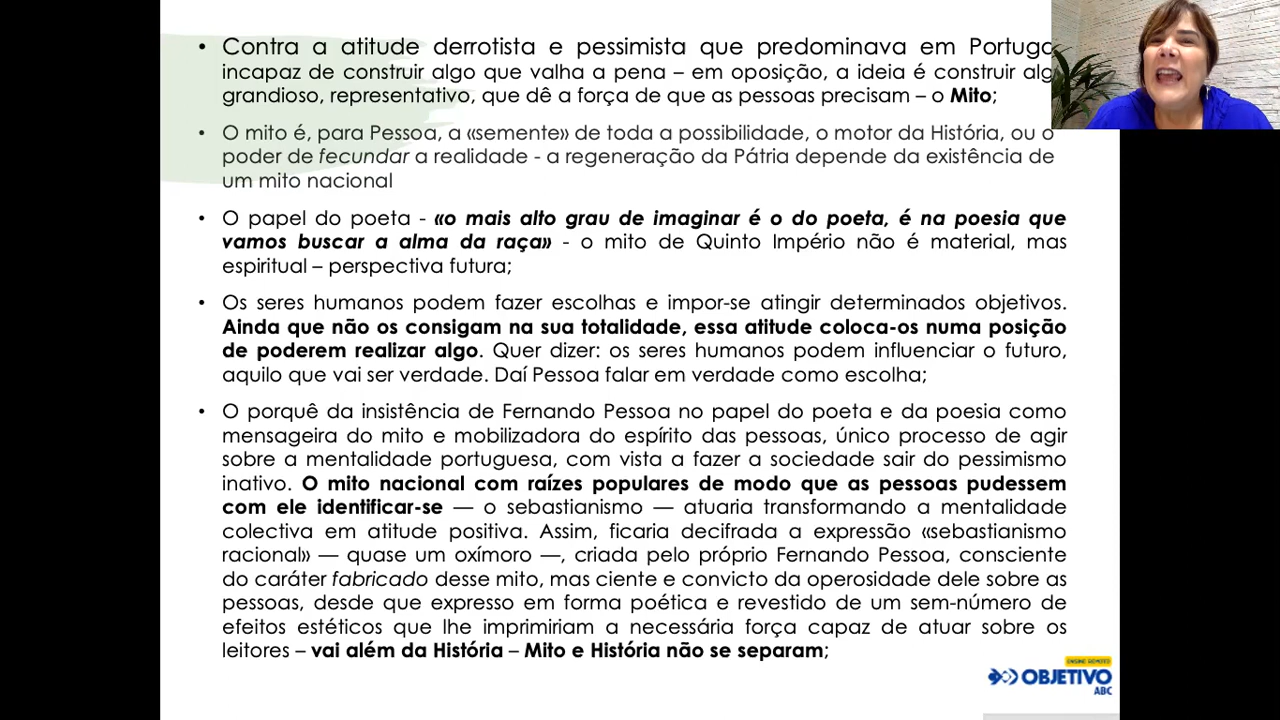 • Contra a atitude derrotista e pessimista que predominava em
incapaz de construir algo que valha a pena – em oposição, a ideia é construir
grandioso, representativo, que dê a força de que as pessoas precisam – o Mito;
• O mito é, para Pessoa, a «semente» de toda a possibilidade, o motor da História, ou o
poder de fecundar a realidade - a regeneração da Pátria depende da existência de
um mito nacional
• O papel do poeta - «o mais alto grau de imaginar é o do poeta, é na poesia que
vamos buscar a alma da raça» - o mito de Quinto Império não é material, mas
espiritual – perspectiva futura;
• Os seres humanos podem fazer escolhas e impor-se atingir determinados objetivos.
Ainda que não os consigam na sua totalidade, essa atitude coloca-os numa posição
de poderem realizar algo. Quer dizer: os seres humanos podem influenciar o futuro,
aquilo que vai ser verdade. Daí Pessoa falar em verdade como escolha;
• O porquê da insistência de Fernando Pessoa no papel do poeta e da poesia como
mensageira do mito e mobilizadora do espírito das pessoas, único processo de agir
sobre a mentalidade portuguesa, com vista a fazer a sociedade sair do pessimismo
inativo. O mito nacional com raízes populares de modo que as pessoas pudessem
com ele identificar-se — o sebastianismo — atuaria transformando a mentalidade
colectiva em atitude positiva. Assim, ficaria decifrada a expressão «sebastianismo
racional» — quase um oxímoro —, criada pelo próprio Fernando Pessoa, consciente
do caráter fabricado desse mito, mas ciente e convicto da operosidade dele sobre as
pessoas, desde que expresso em forma poética e revestido de um sem-número de
efeitos estéticos que lhe imprimiriam a necessária força capaz de atuar sobre os
leitores – vai além da História – Mito e História não se separam;
ENSINO REMOTO
OBJETIVO
ABC